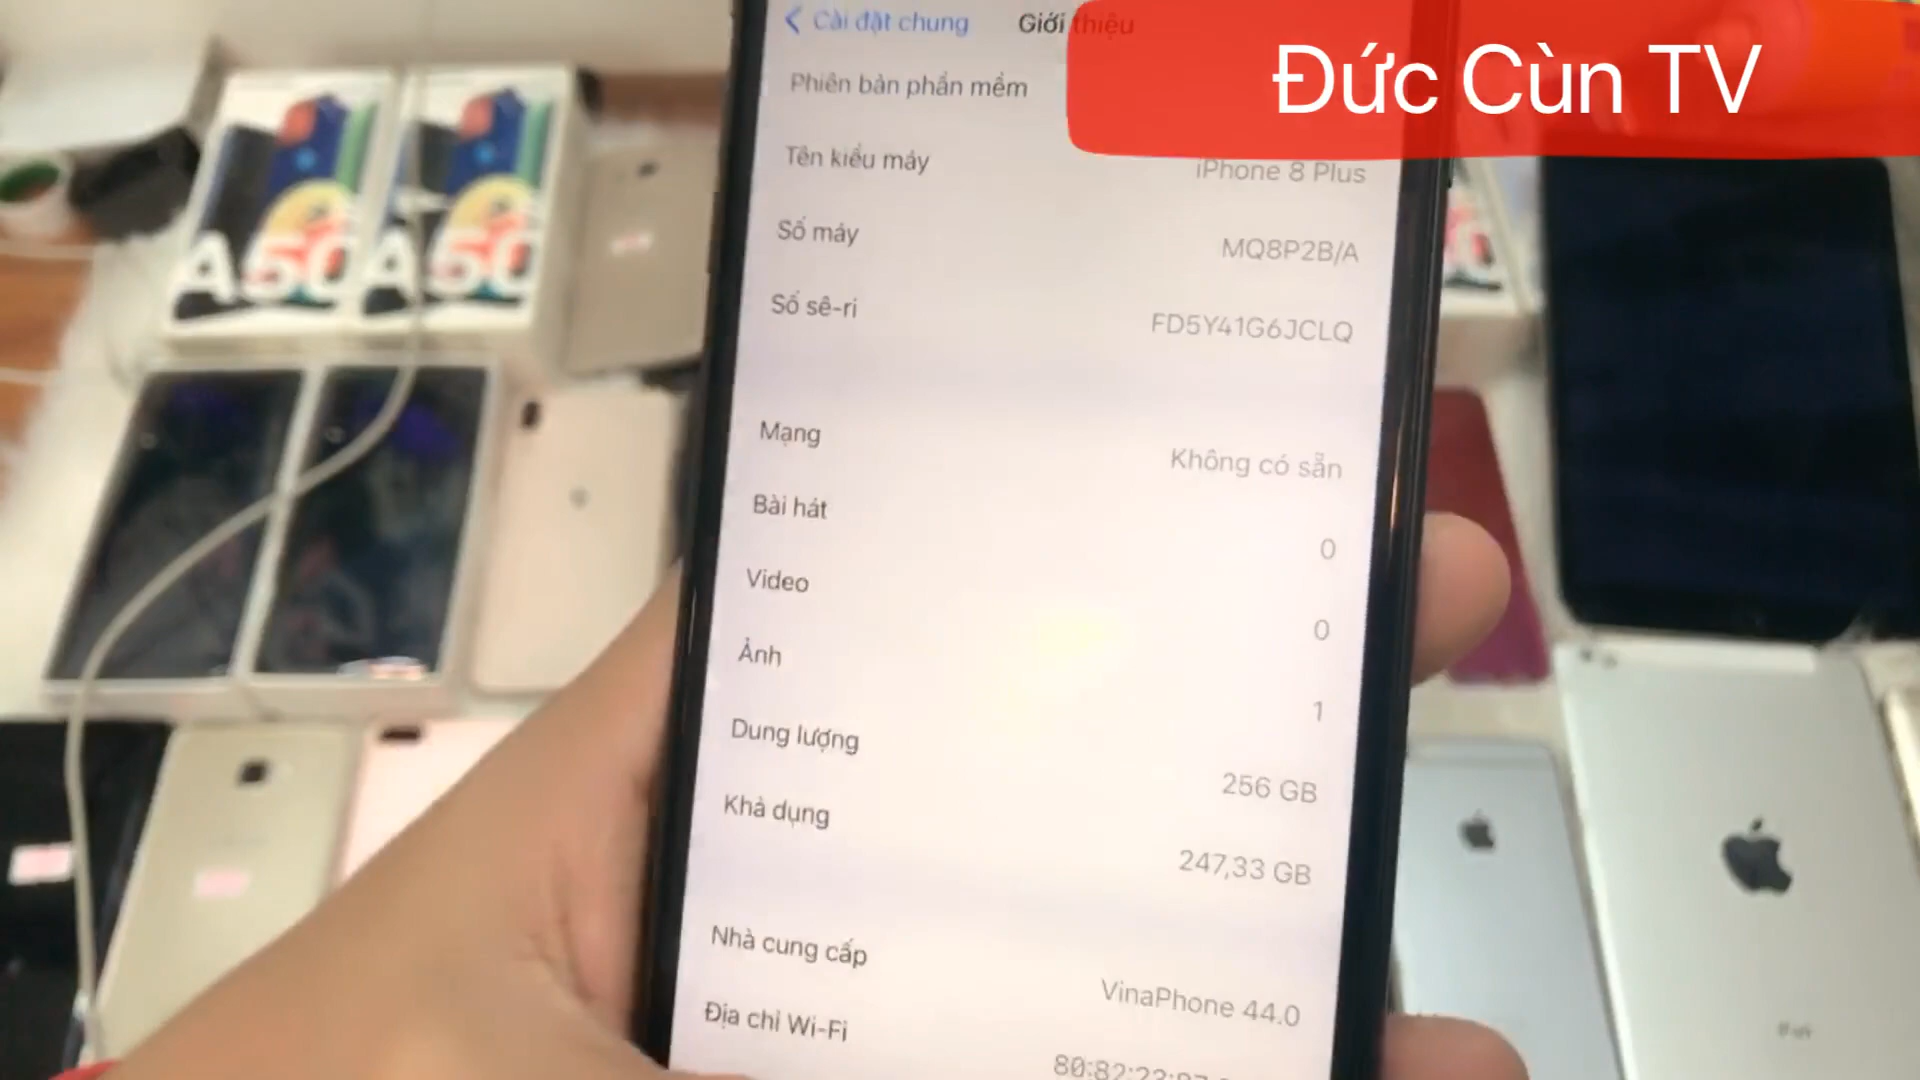 Đức Cùn TV
Cài đặt chung Giới thiệu
Phiên bản phần mềm
Tên kiểu máy iPhone 8 Plus
Số máy MQ8P2B/A
Số sê-ri FD5Y41G6JCLQ
Mạng Không có sẵn
Bài hát 0
Video 0
Ảnh 1
Dung lượng 256 GB
Khả dụng 247,33 GB
Nhà cung cấp VinaPhone 44.0
Địa chỉ Wi-Fi
A50 A50